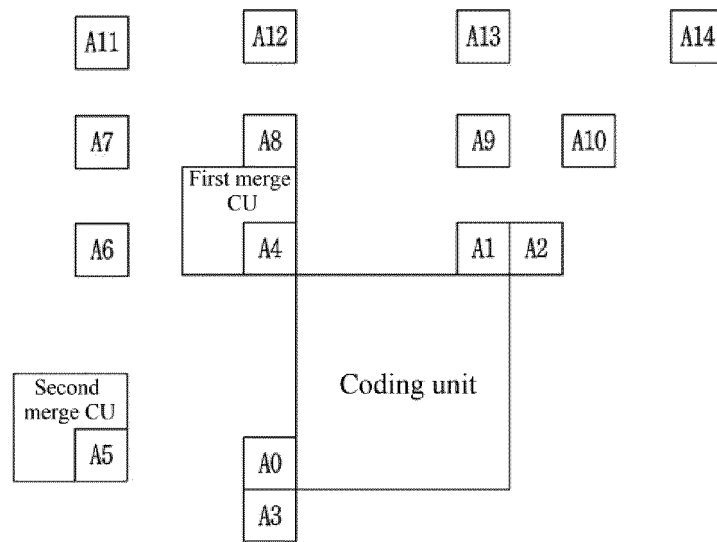 A11
A12
A13
A14
A7
A8
A9
A10
First merge
CU
A6
A4
A1
A2
Coding unit
Second
merge CU
A5
A0
A3